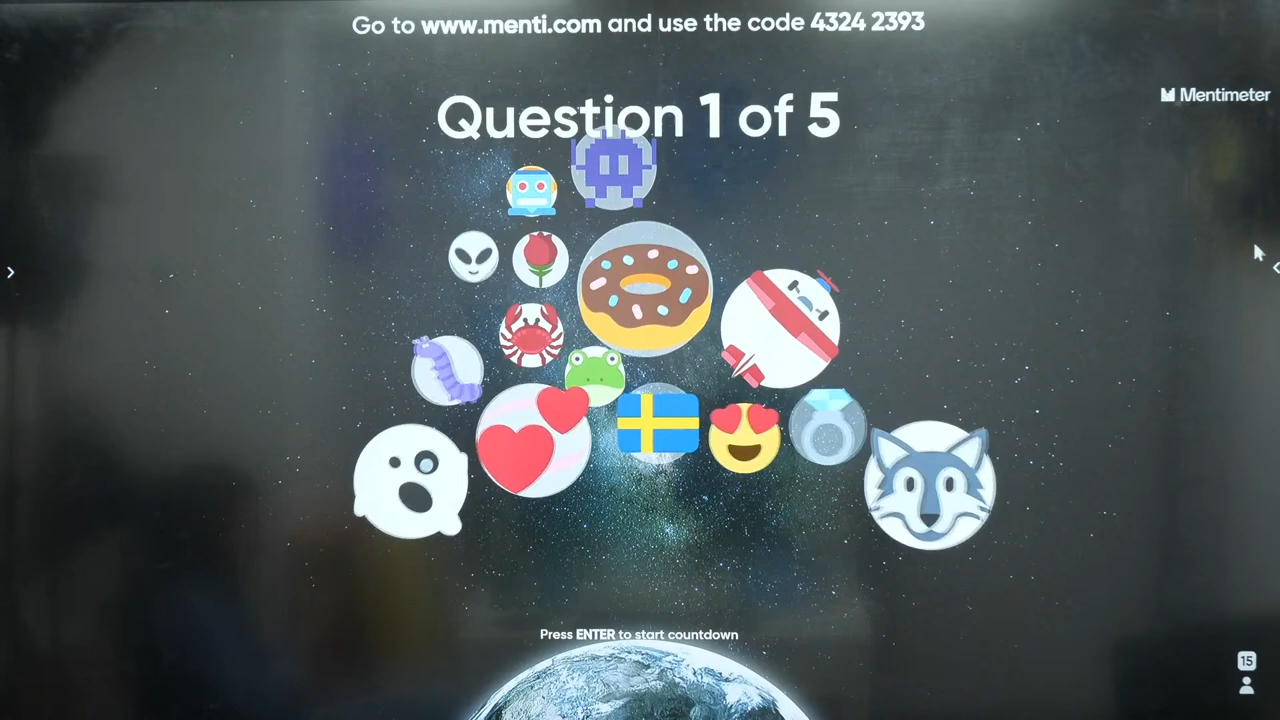 Go to www.menti.com and use the code 4324 2393
Mentimeter
Question 1 of 5
Press ENTER to start countdown
15